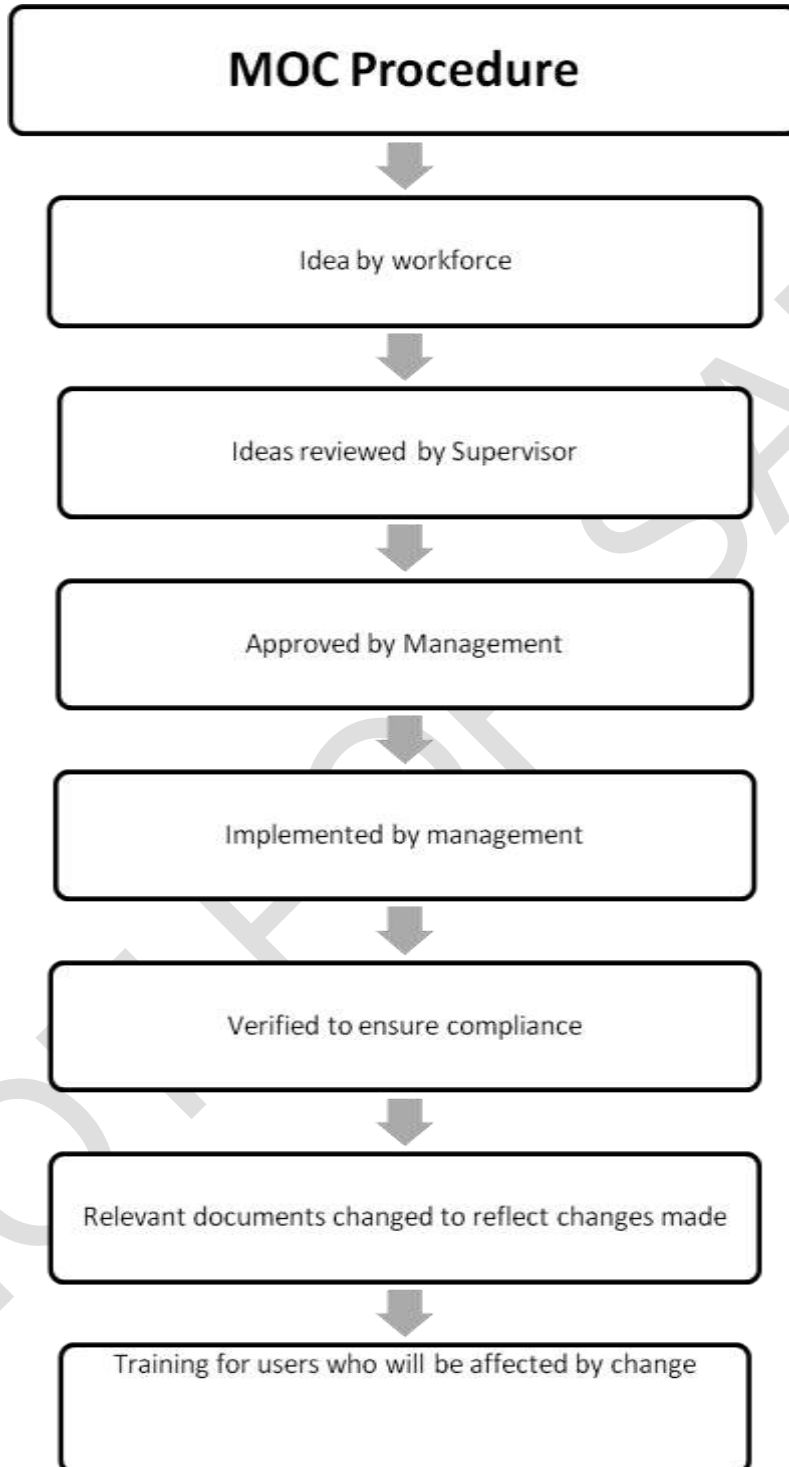 MOC Procedure
Idea by workforce
Ideas reviewed by Supervisor
Approved by Management
Implemented by management
Verified to ensure compliance
Relevant documents changed to reflect changes made
Training for users who will be affected by change